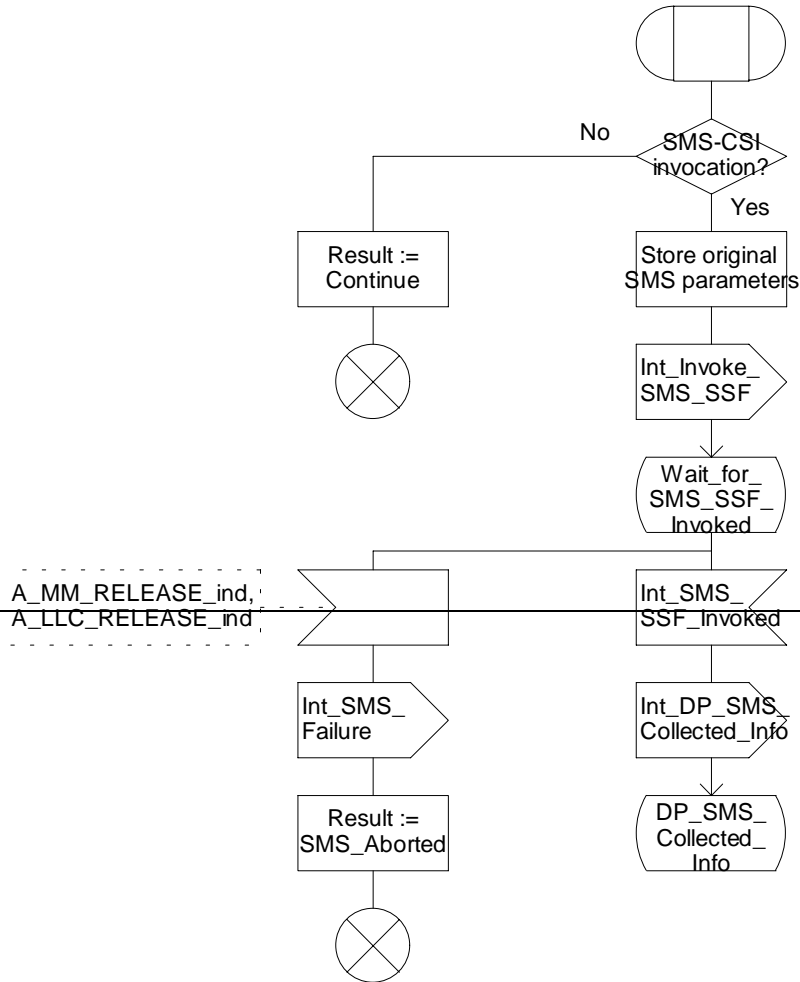 SMS-CSI
invocation?
No
Yes
Result :=
Continue
Store original
SMS parameters
Int_Invoke_
SMS_SSF
Wait_for_
SMS_SSF_
Invoked
A_MM_RELEASE_ind,
A_LLC_RELEASE_ind
Int_SMS_
SSF_Invoked
Int_SMS_
Failure
Int_DP_SMS_
Collected_Info
Result :=
SMS_Aborted
DP_SMS_
Collected_
Info